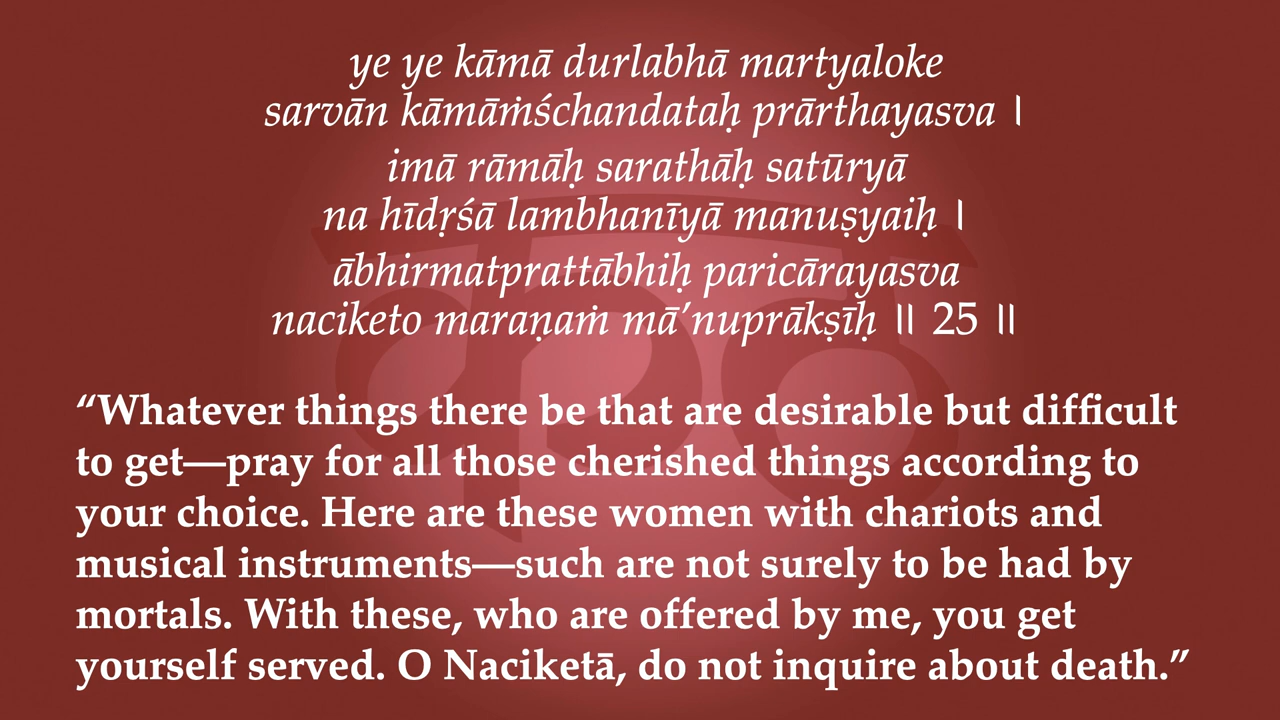 ye ye kāmā durlabhā martyaloke
sarvān kāmāṁśchandataḥ prārthayasva ।
imā rāmāḥ sarathāḥ satūryā
na hīdṛśā lambhanīyā manuṣyaiḥ ।
ābhirmatprattābhiḥ paricārayasva
naciketo maraṇaṁ mā’nuprākṣīḥ ॥ 25 ॥
कठ
“Whatever things there be that are desirable but difficult
to get—pray for all those cherished things according to
your choice. Here are these women with chariots and
musical instruments—such are not surely to be had by
mortals. With these, who are offered by me, you get
yourself served. O Naciketā, do not inquire about death.”